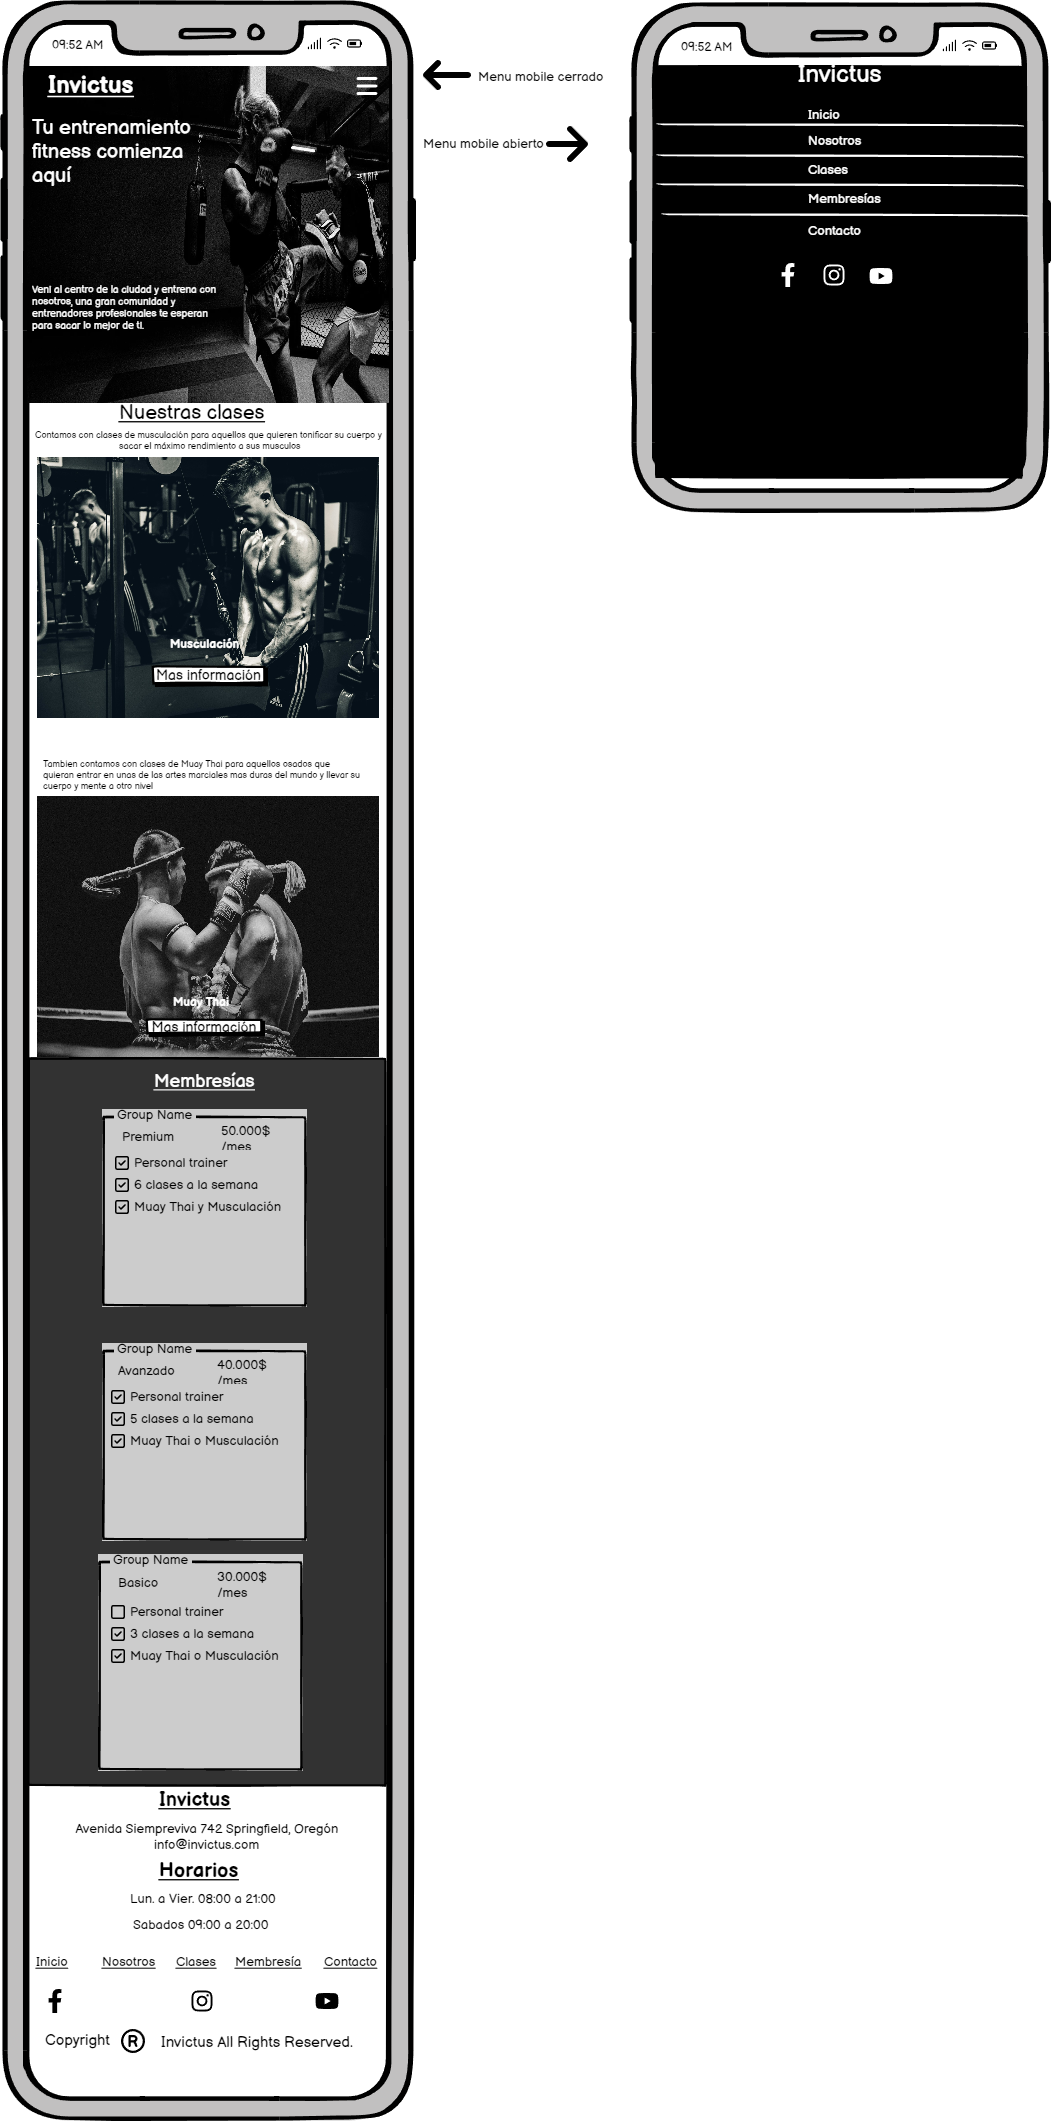 09:52 AM
Invictus
Tu entrenamiento
fitness comienza
aquí
Vení al centro de la ciudad y entrena con
nosotros, una gran comunidad y
entrenadores profesionales te esperan
para sacar lo mejor de ti.
Nuestras clases
Contamos con clases de musculación para aquellos que quieren tonificar su cuerpo y
sacar el máximo rendimiento a sus musculos
Musculación
Mas información
Tambien contamos con clases de Muay Thai para aquellos osados que
quieran entrar en unas de las artes marciales mas duras del mundo y llevar su
cuerpo y mente a otro nivel
Muay Thai
Mas información
Membresías
Group Name
Premium 50.000$
/mes
Personal trainer
6 clases a la semana
Muay Thai y Musculación
Group Name
Avanzado 40.000$
/mes
Personal trainer
5 clases a la semana
Muay Thai o Musculación
Group Name
Basico 30.000$
/mes
Personal trainer
3 clases a la semana
Muay Thai o Musculación
Invictus
Avenida Siempreviva 742 Springfield, Oregón
info@invictus.com
Horarios
Lun. a Vier. 08:00 a 21:00
Sabados 09:00 a 20:00
Inicio Nosotros Clases Membresía Contacto
Copyright ® Invictus All Rights Reserved.
Menu mobile cerrado
Menu mobile abierto
09:52 AM
Invictus
Inicio
Nosotros
Clases
Membresías
Contacto